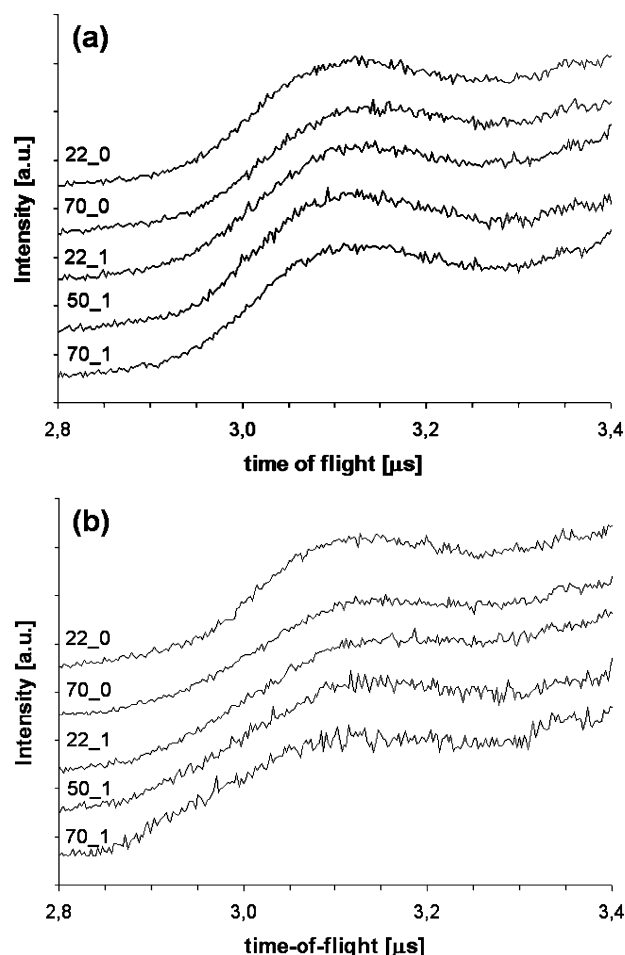 (a)
Intensity [a.u.]
22_0
70_0
22_1
50_1
70_1
2,8 3,0 3,2 3,4
time of flight [µs]
(b)
Intensity [a.u.]
22_0
70_0
22_1
50_1
70_1
2,8 3,0 3,2 3,4
time-of-flight [µs]